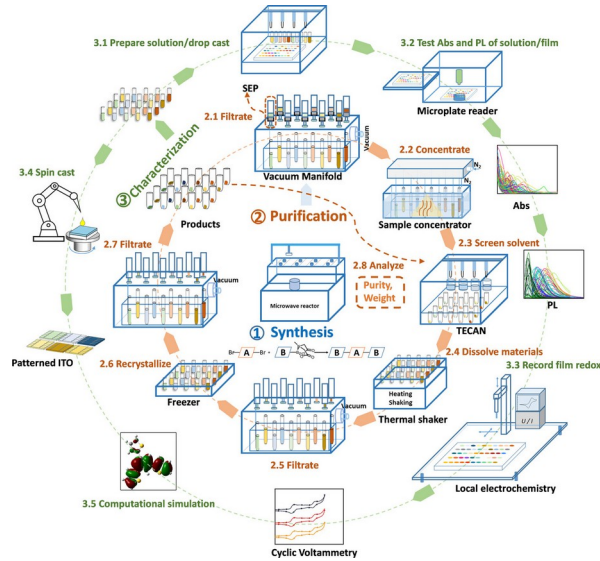 3.1 Prepare solution/drop cast
3.2 Test Abs and PL of solution/film
Microplate reader
SEP
2.1 Filtrate
Vacuum
Vacuum Manifold
2.2 Concentrate
N₂
N₂
Sample concentrator
Abs
3.4 Spin cast
③ Characterization
Products
② Purification
2.3 Screen solvent
2.7 Filtrate
Vacuum
2.8 Analyze
Purity,
Weight
Microwave reactor
TECAN
PL
① Synthesis
Br
A
Br +
B
B
A
B
2.4 Dissolve materials
Patterned ITO
2.6 Recrystallize
Freezer
Vacuum
Heating
Shaking
Thermal shaker
3.3 Record film redox
U/I
2.5 Filtrate
Local electrochemistry
3.5 Computational simulation
Cyclic Voltammetry